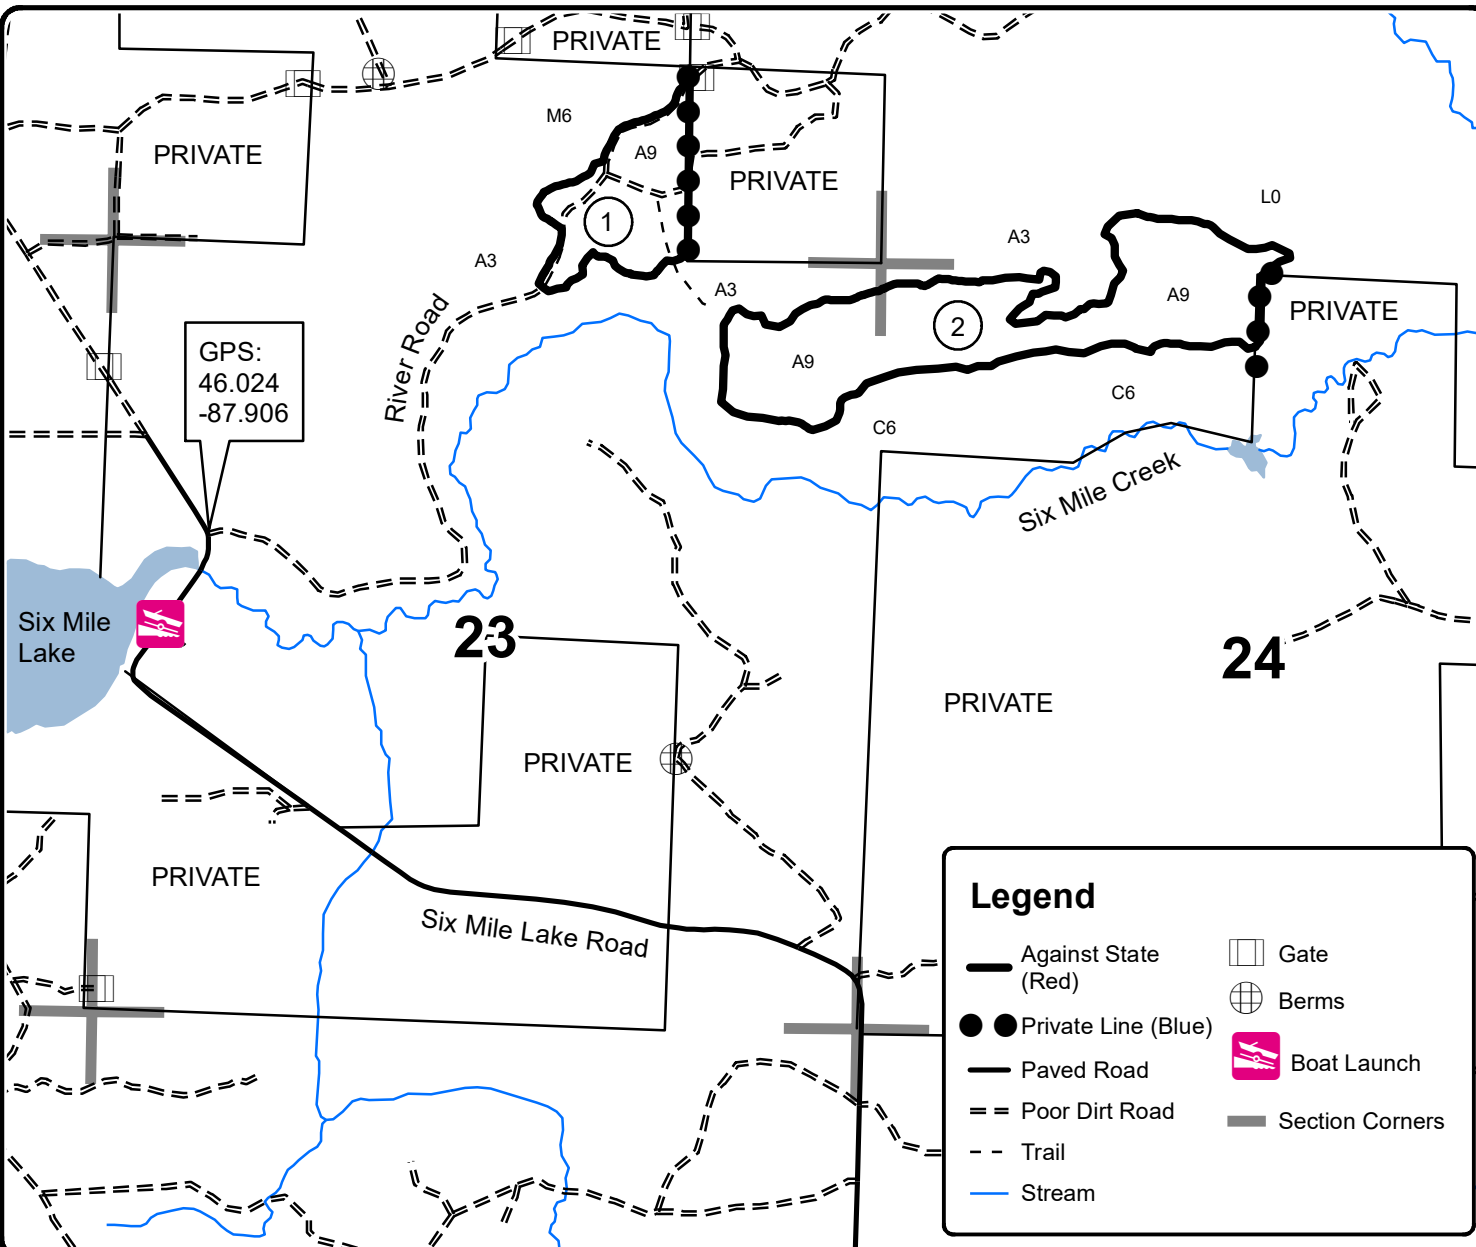 PRIVATE
M6
A9
PRIVATE
PRIVATE
L0
1
A3
A3
A3
A9
2
PRIVATE
River Road
GPS:
46.024
-87.906
A9
C6
C6
Six Mile Creek
Six Mile
Lake
23
24
PRIVATE
PRIVATE
PRIVATE
Six Mile Lake Road
Legend
Against State
(Red)
Private Line (Blue)
Paved Road
Poor Dirt Road
Trail
Stream
Gate
Berms
Boat Launch
Section Corners